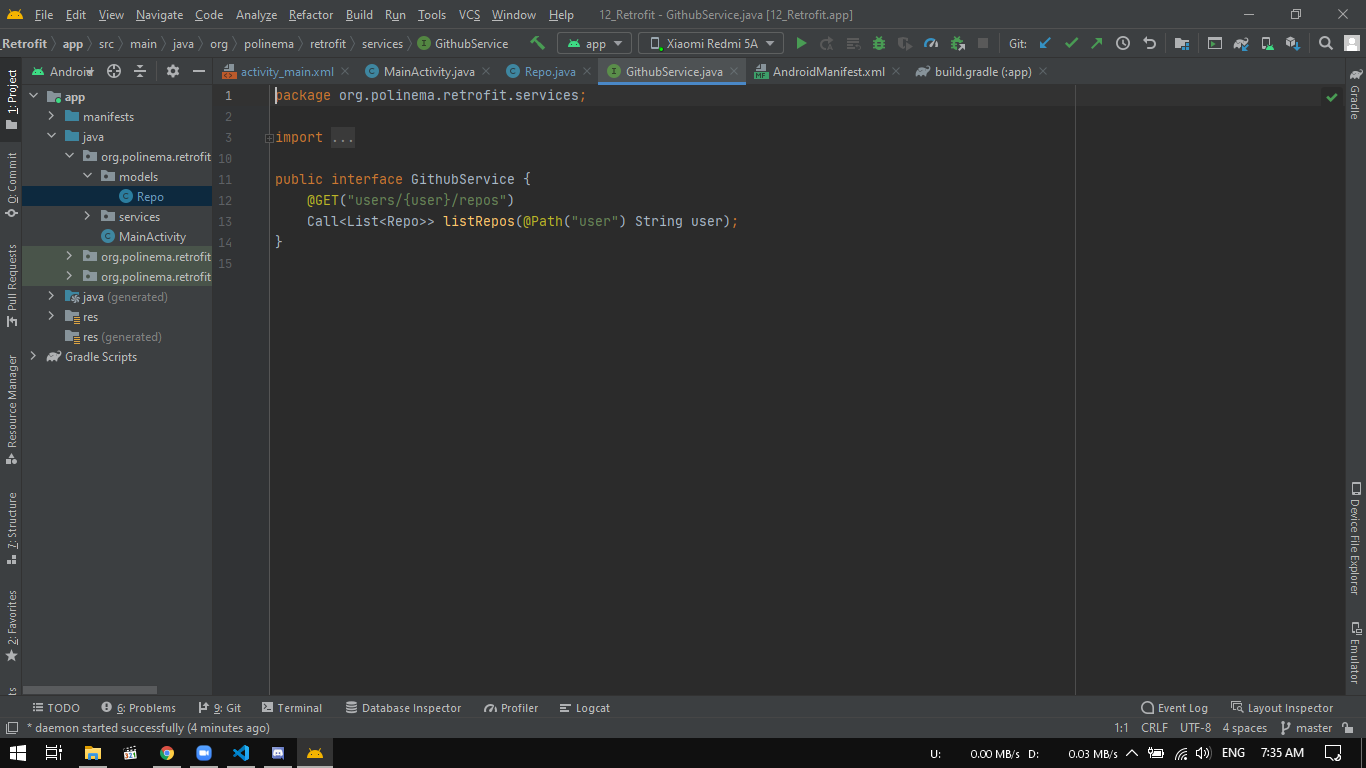 File Edit View Navigate Code Analyze Refactor Build Run Tools VCS Window Help 12_Retrofit - GithubService.java [12_Retrofit.app]
_Retrofit app src main java org polinema retrofit services GithubService app Xiaomi Redmi 5A Git:
Android activity_main.xml MainActivity.java Repo.java GithubService.java AndroidManifest.xml build.gradle (:app)
1: Project
0: Commit
Pull Requests
Resource Manager
7: Structure
2: Favorites
app
manifests
java
org.polinema.retrofit
models
Repo
services
MainActivity
org.polinema.retrofit
org.polinema.retrofit
java (generated)
res
res (generated)
Gradle Scripts
1 package org.polinema.retrofit.services;
2
3 import ...
10
11 public interface GithubService {
12 @GET("users/{user}/repos")
13 Call<List<Repo>> listRepos(@Path("user") String user);
14 }
15
Gradle
Device File Explorer
Emulator
TODO 6: Problems 9: Git Terminal Database Inspector Profiler Logcat Event Log Layout Inspector
* daemon started successfully (4 minutes ago) 1:1 CRLF UTF-8 4 spaces master
U: 0.00 MB/s D: 0.03 MB/s ENG 7:35 AM